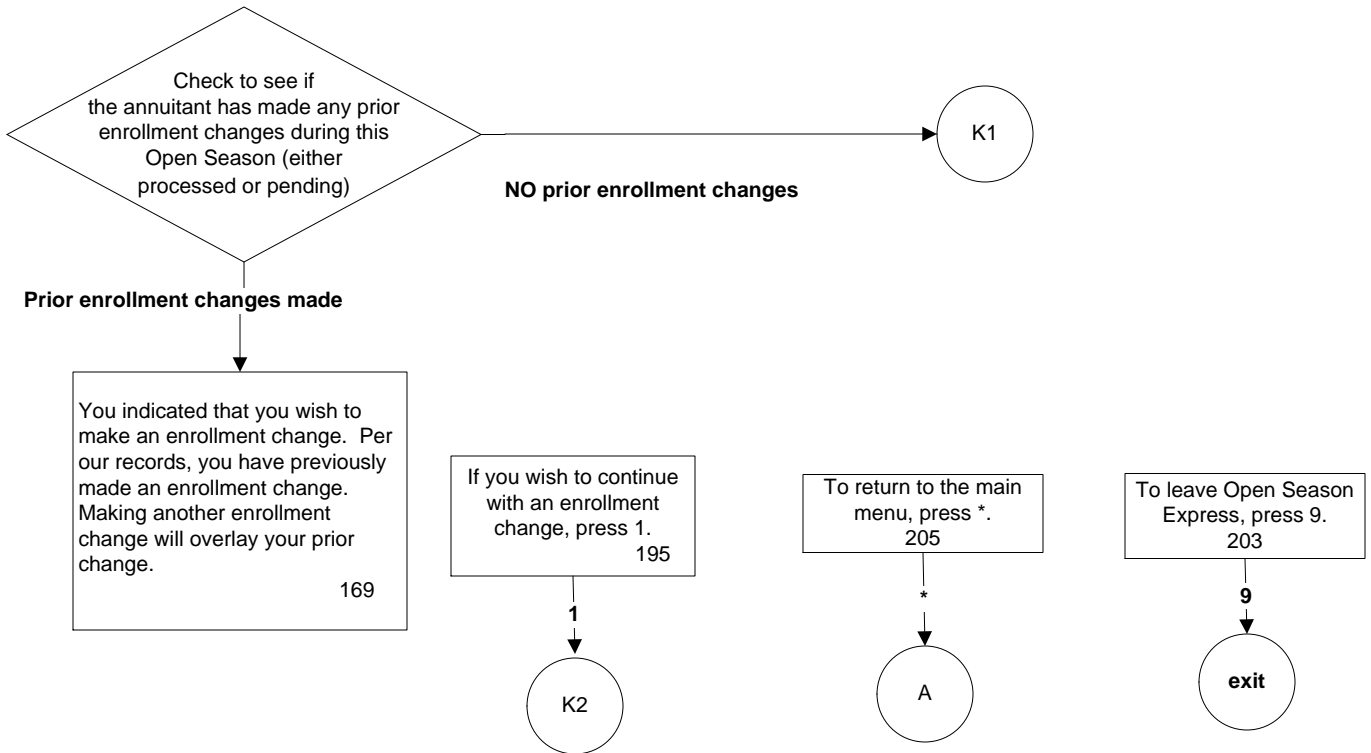 Check to see if
the annuitant has made any prior
enrollment changes during this
Open Season (either
processed or pending)
K1
NO prior enrollment changes
Prior enrollment changes made
You indicated that you wish to
make an enrollment change.  Per
our records, you have previously
made an enrollment change.
Making another enrollment
change will overlay your prior
change.
169
If you wish to continue
with an enrollment
change, press 1.
195
1
K2
To return to the main
menu, press *.
205
*
A
To leave Open Season
Express, press 9.
203
9
exit